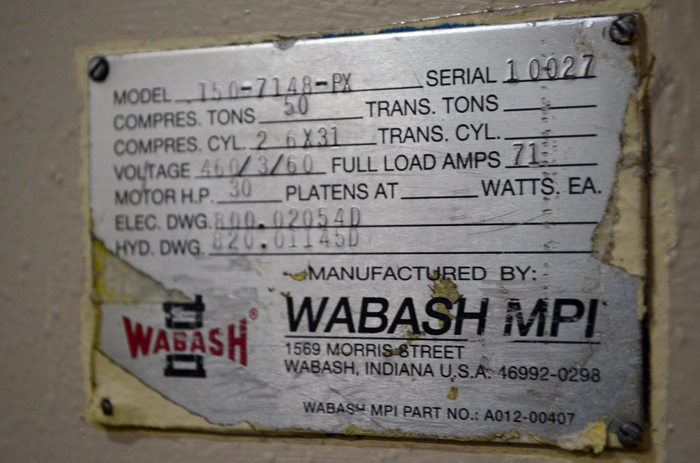 MODEL 150-7148-PX SERIAL 10027
COMPRES. TONS 50 TRANS. TONS
COMPRES. CYL. 2 6X31 TRANS. CYL.
VOLTAGE 460/3/60 FULL LOAD AMPS 71
MOTOR H.P. 30 PLATENS AT WATTS. EA.
ELEC. DWG. 800.02054D
HYD. DWG. 820.01145D
MANUFACTURED BY:
WABASH MPI
WABASH®
1569 MORRIS STREET
WABASH, INDIANA U.S.A. 46992-0298
WABASH MPI PART NO.: A012-00407